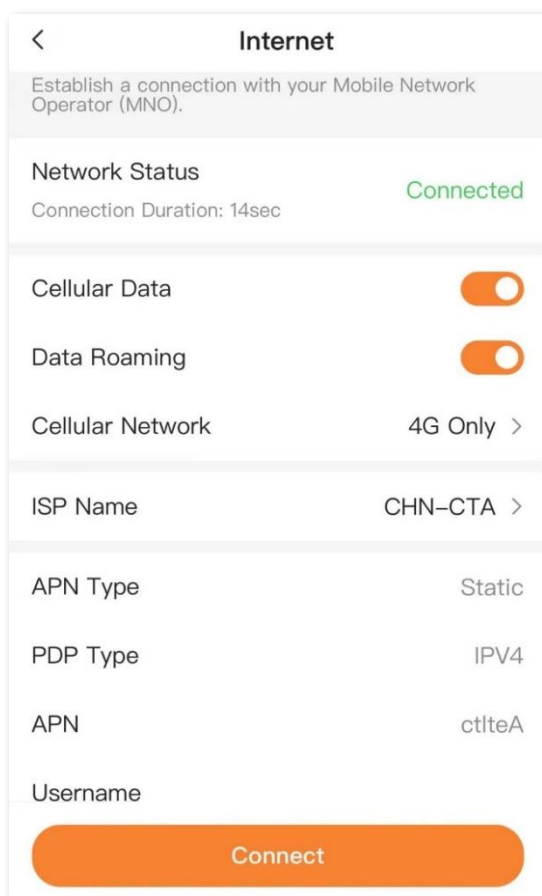 Internet
Establish a connection with your Mobile Network
Operator (MNO).
Network Status
Connected
Connection Duration: 14sec
Cellular Data
Data Roaming
Cellular Network 4G Only
ISP Name CHN-CTA
APN Type Static
PDP Type IPV4
APN ctlteA
Username
Connect